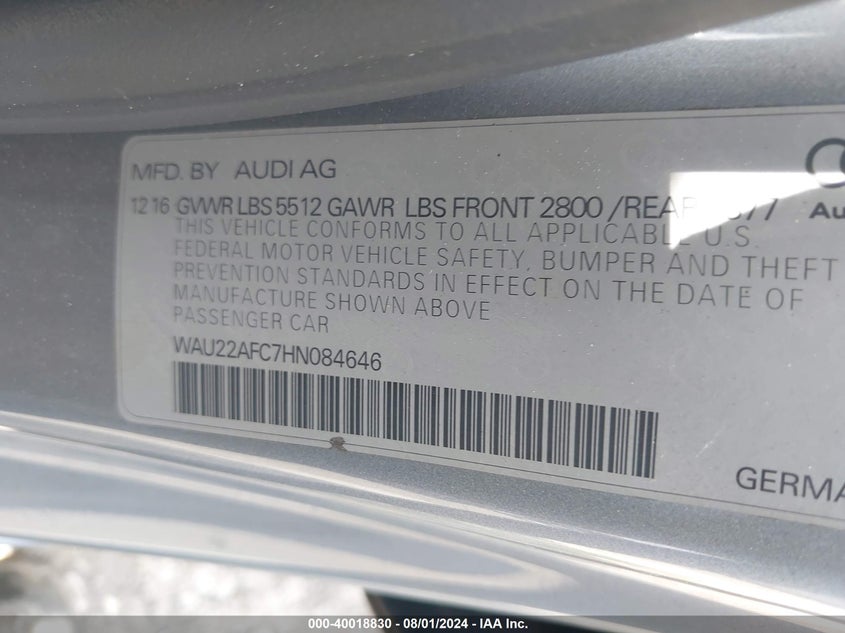 MFD. BY AUDI AG
12 16 GVWR LBS 5512 GAWR LBS FRONT 2800 /REAR
THIS VEHICLE CONFORMS TO ALL APPLICABLE U.S.
FEDERAL MOTOR VEHICLE SAFETY, BUMPER AND THEFT
PREVENTION STANDARDS IN EFFECT ON THE DATE OF
MANUFACTURE SHOWN ABOVE
PASSENGER CAR
WAU22AFC7HN084646
000-40018830 - 08/01/2024 - IAA Inc.